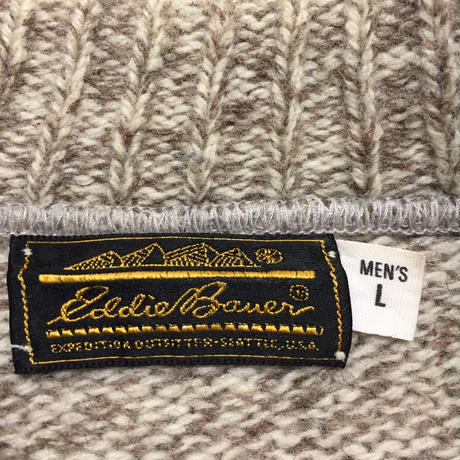 Eddie Bauer ®
EXPEDITION OUTFITTER-SEATTLE, U.S.A.
MEN'S
L